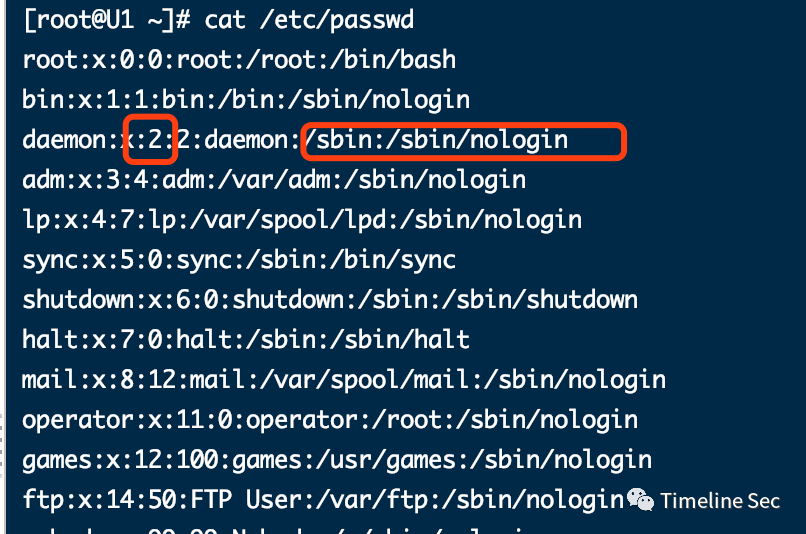 [root@U1 ~]# cat /etc/passwd
root:x:0:0:root:/root:/bin/bash
bin:x:1:1:bin:/bin:/sbin/nologin
daemon:x:2:2:daemon:/sbin:/sbin/nologin
adm:x:3:4:adm:/var/adm:/sbin/nologin
lp:x:4:7:lp:/var/spool/lpd:/sbin/nologin
sync:x:5:0:sync:/sbin:/bin/sync
shutdown:x:6:0:shutdown:/sbin:/sbin/shutdown
halt:x:7:0:halt:/sbin:/sbin/halt
mail:x:8:12:mail:/var/spool/mail:/sbin/nologin
operator:x:11:0:operator:/root:/sbin/nologin
games:x:12:100:games:/usr/games:/sbin/nologin
ftp:x:14:50:FTP User:/var/ftp:/sbin/nologin
Timeline Sec